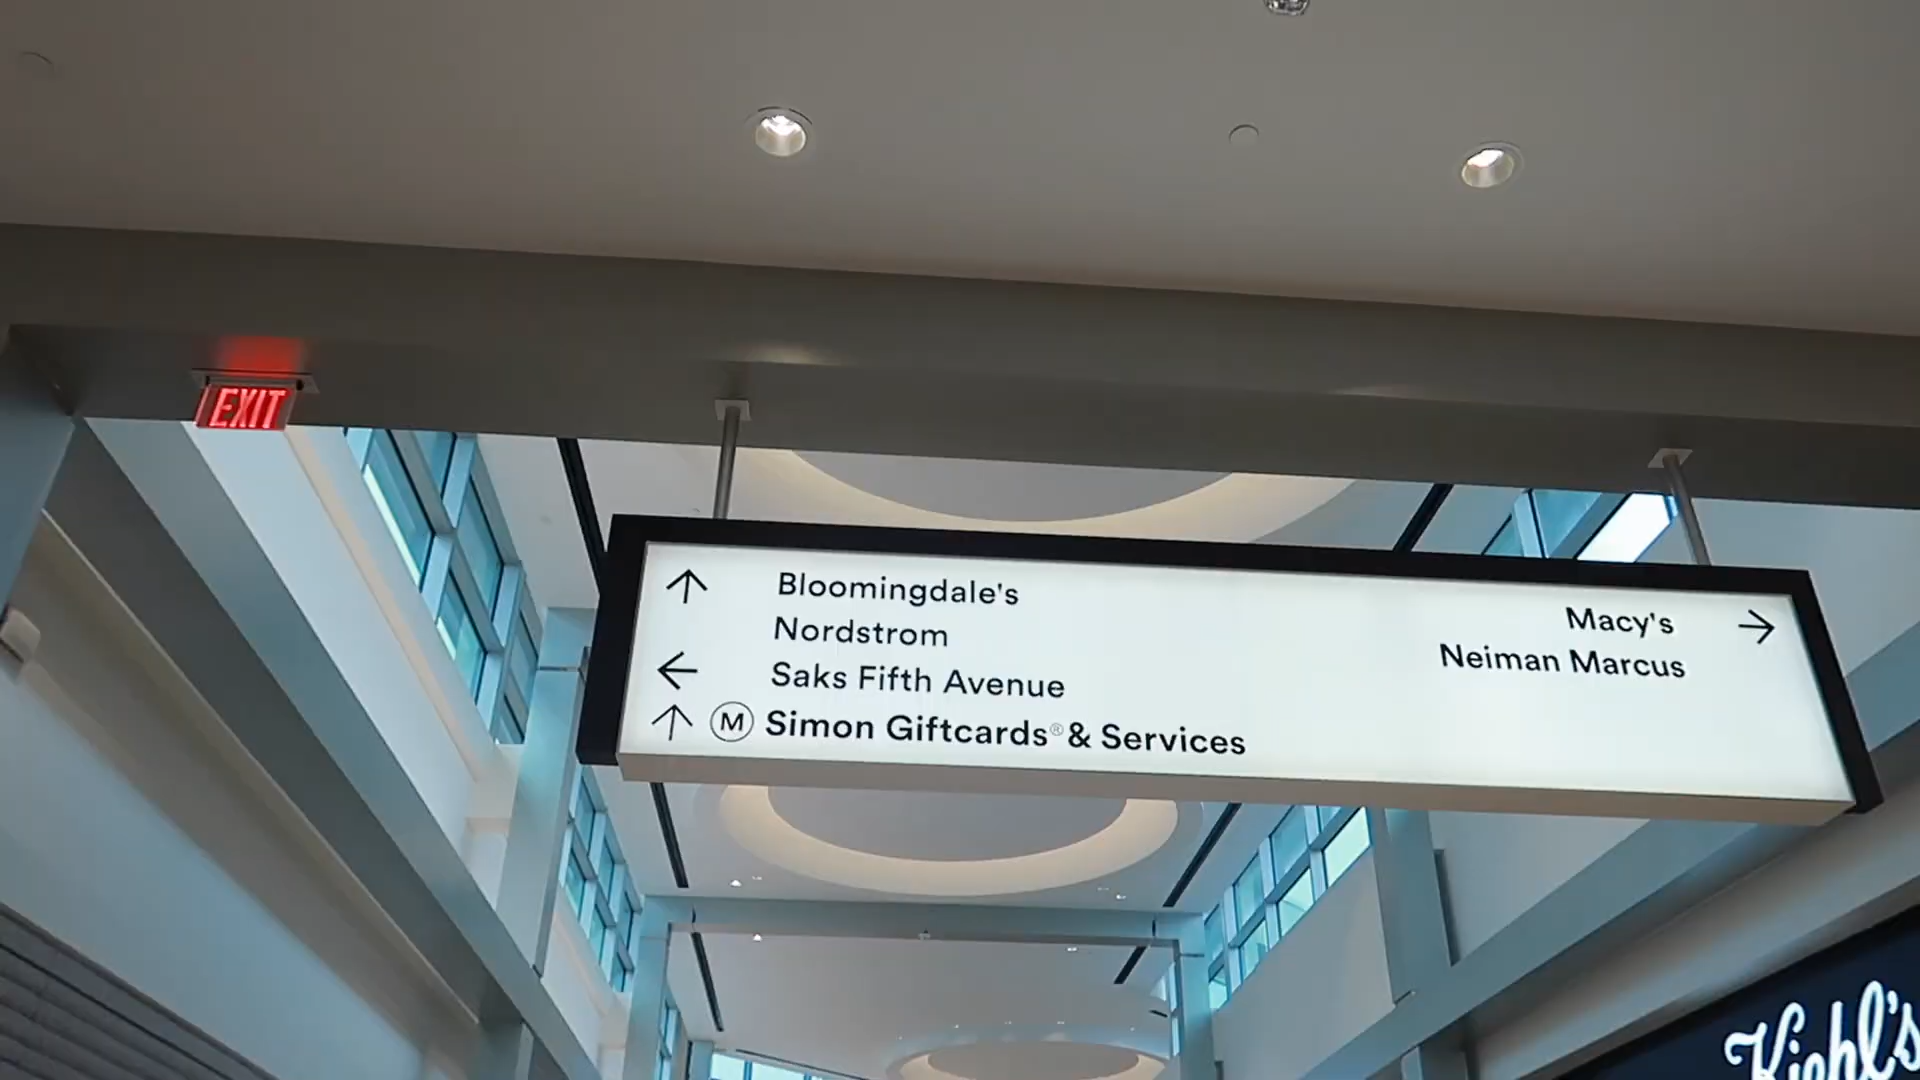 EXIT
Bloomingdale's
Nordstrom
Saks Fifth Avenue
M Simon Giftcards® & Services
Macy's
Neiman Marcus
Kiehl's